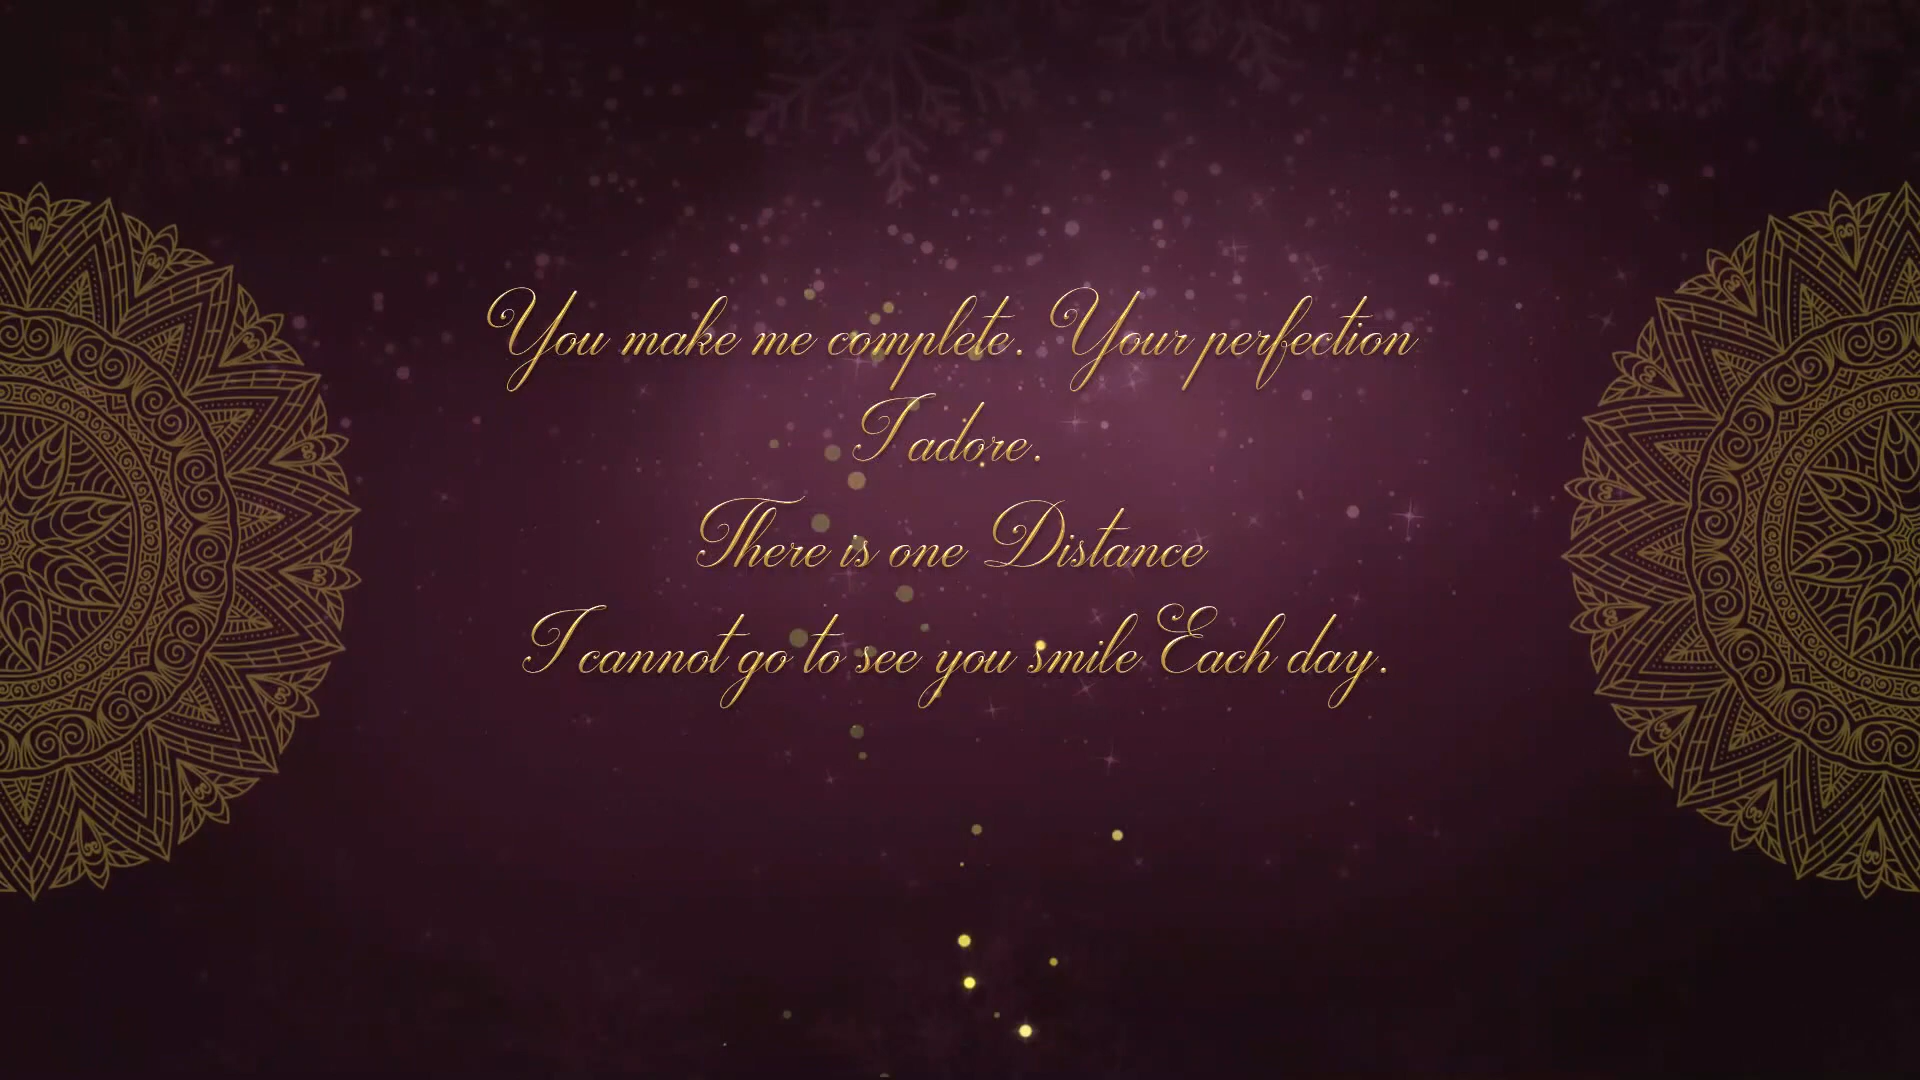 You make me complete. Your perfection
I adore.
There is one Distance
I cannot go to see you smile Each day.